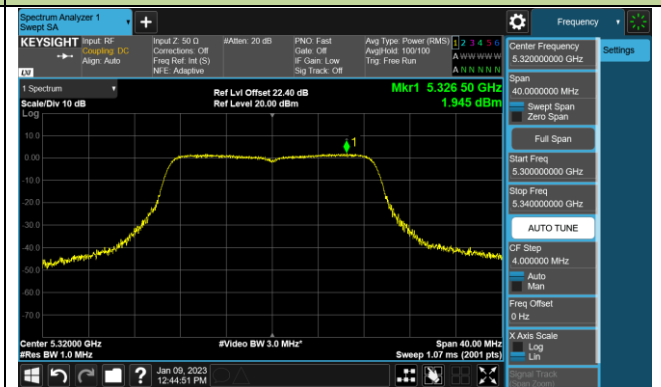 Spectrum Analyzer 1
Swept SA
+
Frequency
KEYSIGHT
Input: RF
Coupling: DC
Align: Auto
Input Z: 50 Ω
Corrections: Off
Freq Ref: Int (S)
NFE: Adaptive
#Atten: 20 dB
PNO: Fast
Gate: Off
IF Gain: Low
Sig Track: Off
Avg Type: Power (RMS)
Avg|Hold: 100/100
Trig: Free Run
1 2 3 4 5 6
A W W W W W
A N N N N N
LXI
1 Spectrum
Scale/Div 10 dB
Log
Ref Lvl Offset 22.40 dB
Ref Level 20.00 dBm
Mkr1 5.326 50 GHz
1.945 dBm
1
10.0
0.00
-10.0
-20.0
-30.0
-40.0
-50.0
-60.0
-70.0
Center 5.32000 GHz
#Res BW 1.0 MHz
#Video BW 3.0 MHz*
Span 40.00 MHz
Sweep 1.07 ms (2001 pts)
Center Frequency
5.320000000 GHz
Settings
Span
40.0000000 MHz
Swept Span
Zero Span
Full Span
Start Freq
5.300000000 GHz
Stop Freq
5.340000000 GHz
AUTO TUNE
CF Step
4.000000 MHz
Auto
Man
Freq Offset
0 Hz
X Axis Scale
Log
Lin
Signal Track
(Span Zoom)
?
Jan 09, 2023
12:44:51 PM